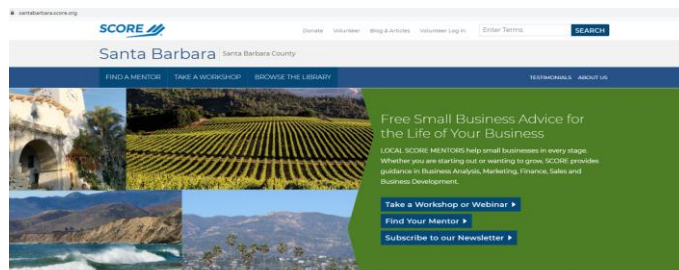 santabarbara.score.org
SCORE
Donate Volunteer Blog & Articles Volunteer Log In Enter Terms SEARCH
Santa Barbara Santa Barbara County
FIND A MENTOR TAKE A WORKSHOP BROWSE THE LIBRARY TESTIMONIALS ABOUT US
Free Small Business Advice for
the Life of Your Business
LOCAL SCORE MENTORS help small businesses in every stage.
Whether you are starting out or wanting to grow, SCORE provides
guidance in Business Analysis, Marketing, Finance, Sales and
Business Development.
Take a Workshop or
Webinar
Find Your Mentor
Subscribe to our Newsletter